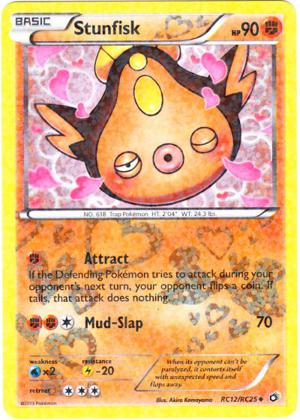 BASIC
Stunfisk
HP90
NO. 618 Trap Pokémon HT. 2'04" WT. 24.3 lbs.
Attract
If the Defending Pokémon tries to attack during your
opponent's next turn, your opponent flips a coin. If
tails, that attack does nothing.
Mud-Slap 70
weakness resistance
×2 -20
retreat
Its opponents can't be
paralyzed, it contorts itself
with unexpected speed and
flops away.
Illus. Akira Komayama RC12/RC25
©2013 Pokémon